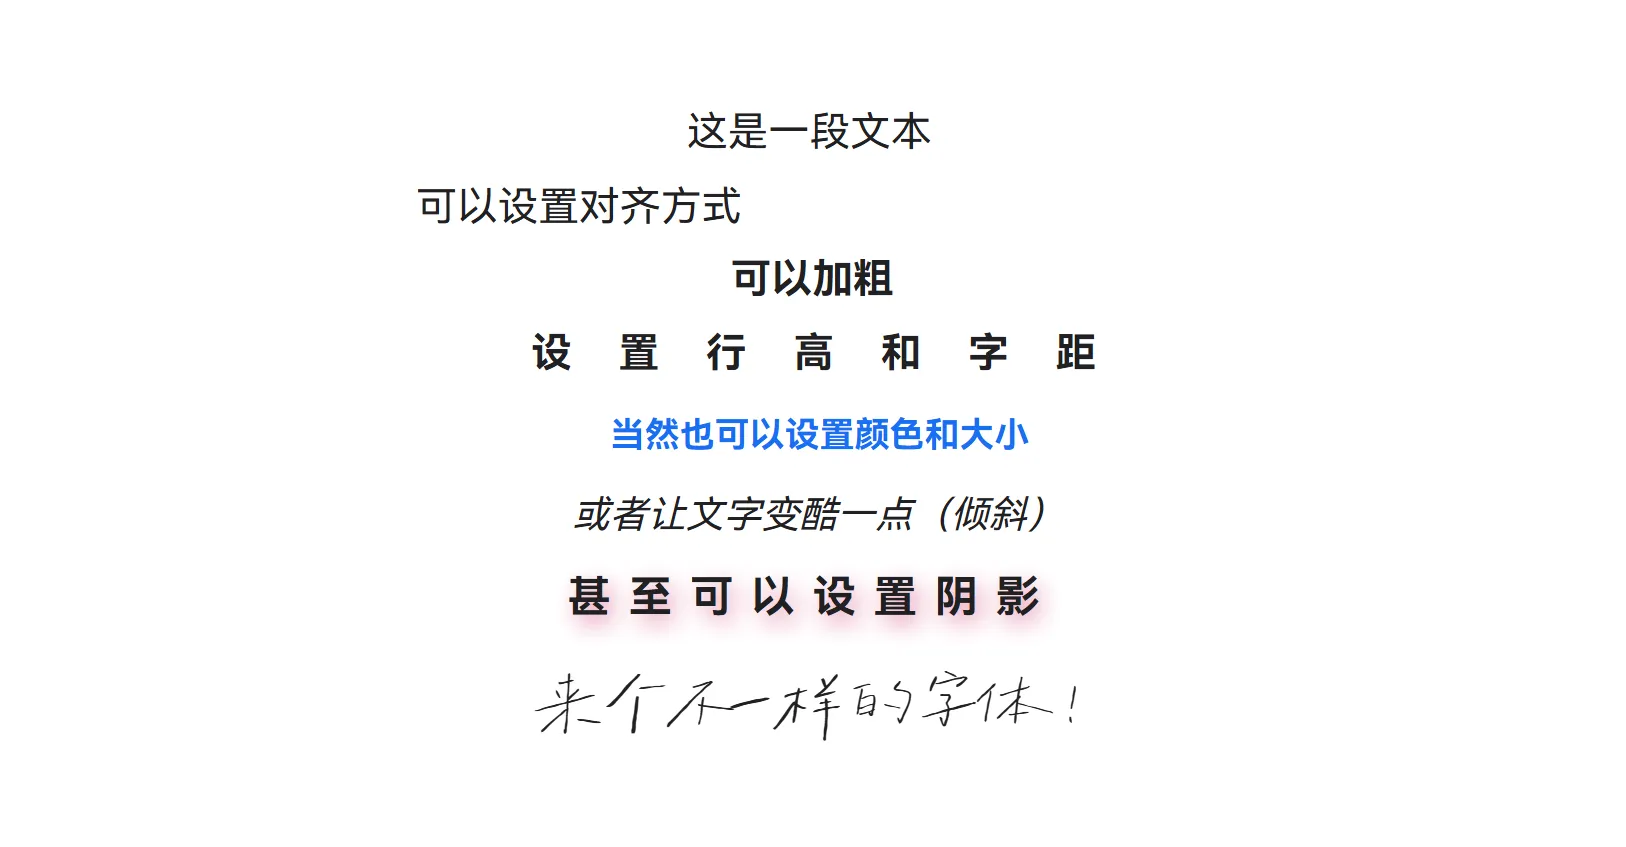 这是一段文本
可以设置对齐方式
可以加粗
设置行高和字距
当然也可以设置颜色和大小
或者让文字变酷一点（倾斜）
甚至可以设置阴影
来个不一样的字体！